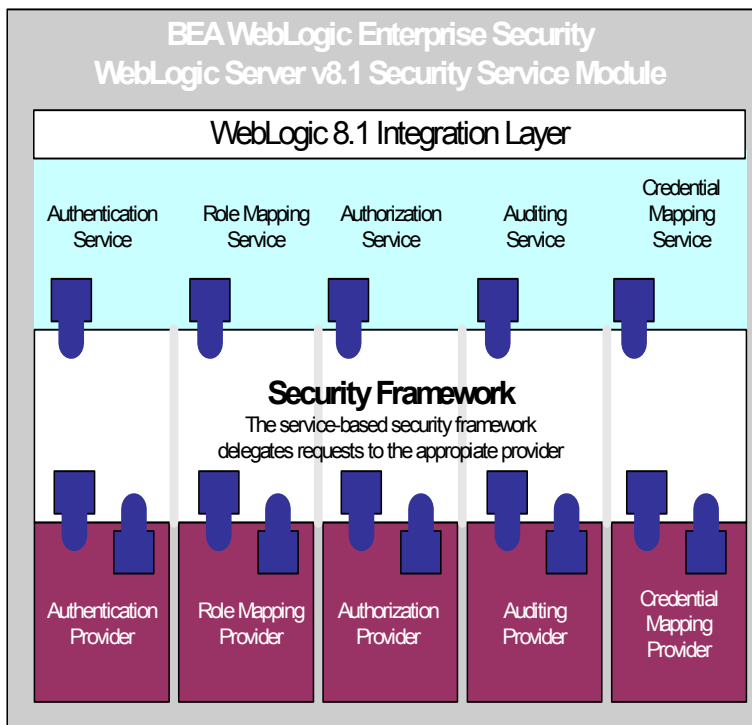 BEA WebLogic Enterprise Security
WebLogic Server v8.1 Security Service Module
WebLogic 8.1 Integration Layer
Authentication
Service
Role Mapping
Service
Authorization
Service
Auditing
Service
Credential
Mapping
Service
Security Framework
The service-based security framework
delegates requests to the appropiate provider
Authentication
Provider
Role Mapping
Provider
Authorization
Provider
Auditing
Provider
Credential
Mapping
Provider